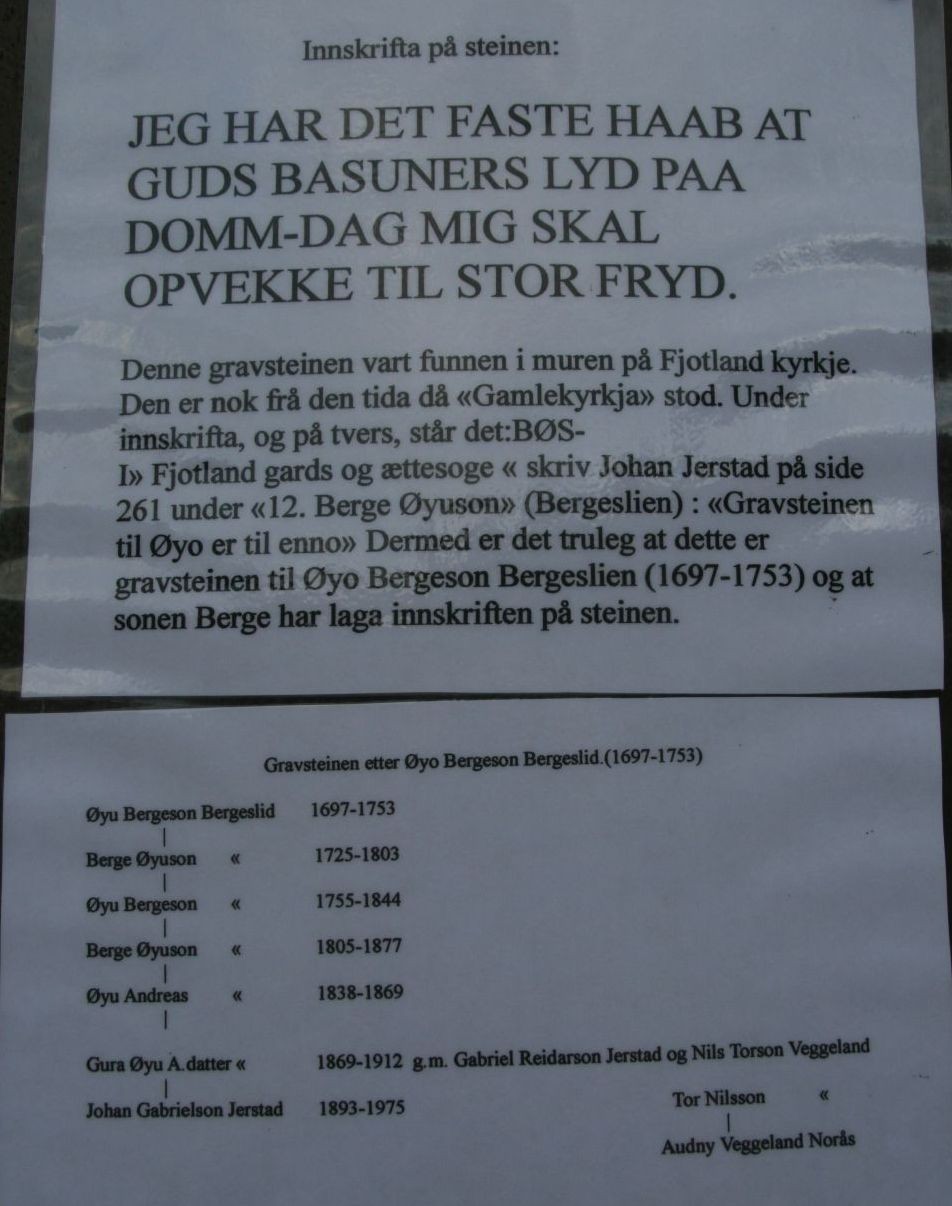 Innskrifta på steinen:
JEG HAR DET FASTE HAAB AT
GUDS BASUNERS LYD PAA
DOMM-DAG MIG SKAL
OPVEKKE TIL STOR FRYD.
Denne gravsteinen vart funnen i muren på Fjotland kyrkje.
Den er nok frå den tida då «Gamlekyrkja» stod. Under
innskrifta, og på tvers, står det:BØS-
I» Fjotland gards og ættesoge « skriv Johan Jerstad på side
261 under «12. Berge Øyuson» (Bergeslien) : «Gravsteinen
til Øyo er til enno» Dermed er det truleg at dette er
gravsteinen til Øyo Bergeson Bergeslien (1697-1753) og at
sonen Berge har laga innskriften på steinen.
Gravsteinen etter Øyo Bergeson Bergeslid.(1697-1753)
Øyu Bergeson Bergeslid 1697-1753
Berge Øyuson « 1725-1803
Øyu Bergeson « 1755-1844
Berge Øyuson « 1805-1877
Øyu Andreas « 1838-1869
Gura Øyu A.datter « 1869-1912 g.m. Gabriel Reidarson Jerstad og Nils Torson Veggeland
Johan Gabrielson Jerstad 1893-1975 Tor Nilsson «
Audny Veggeland Norås